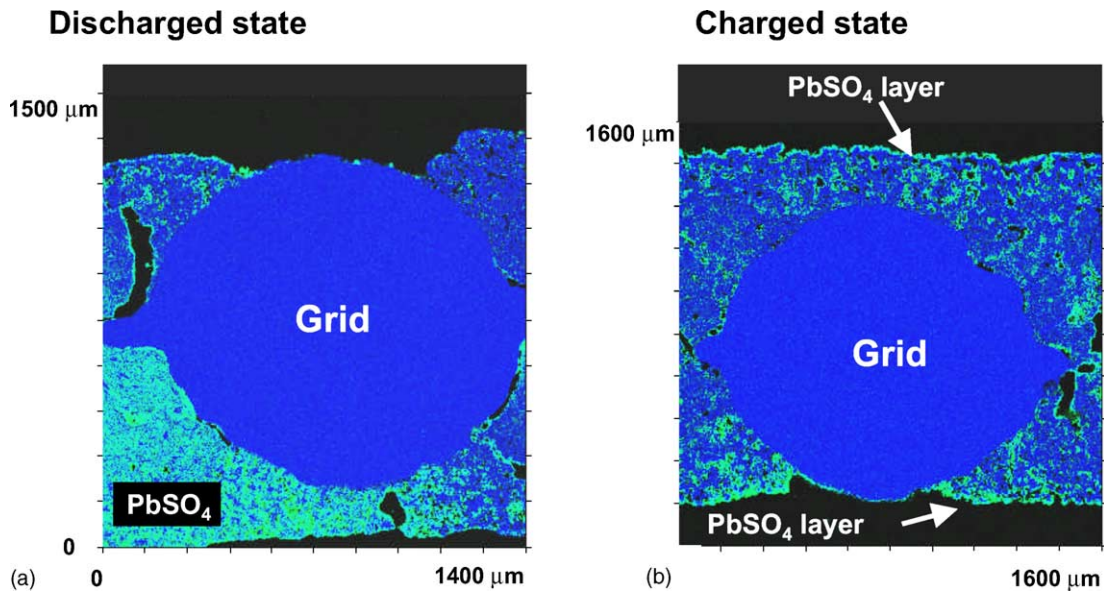 Discharged state
1500 μm
Grid
PbSO4
0
(a)
0
1400 μm
Charged state
PbSO4 layer
1600 μm
Grid
PbSO4 layer
(b)
1600 μm